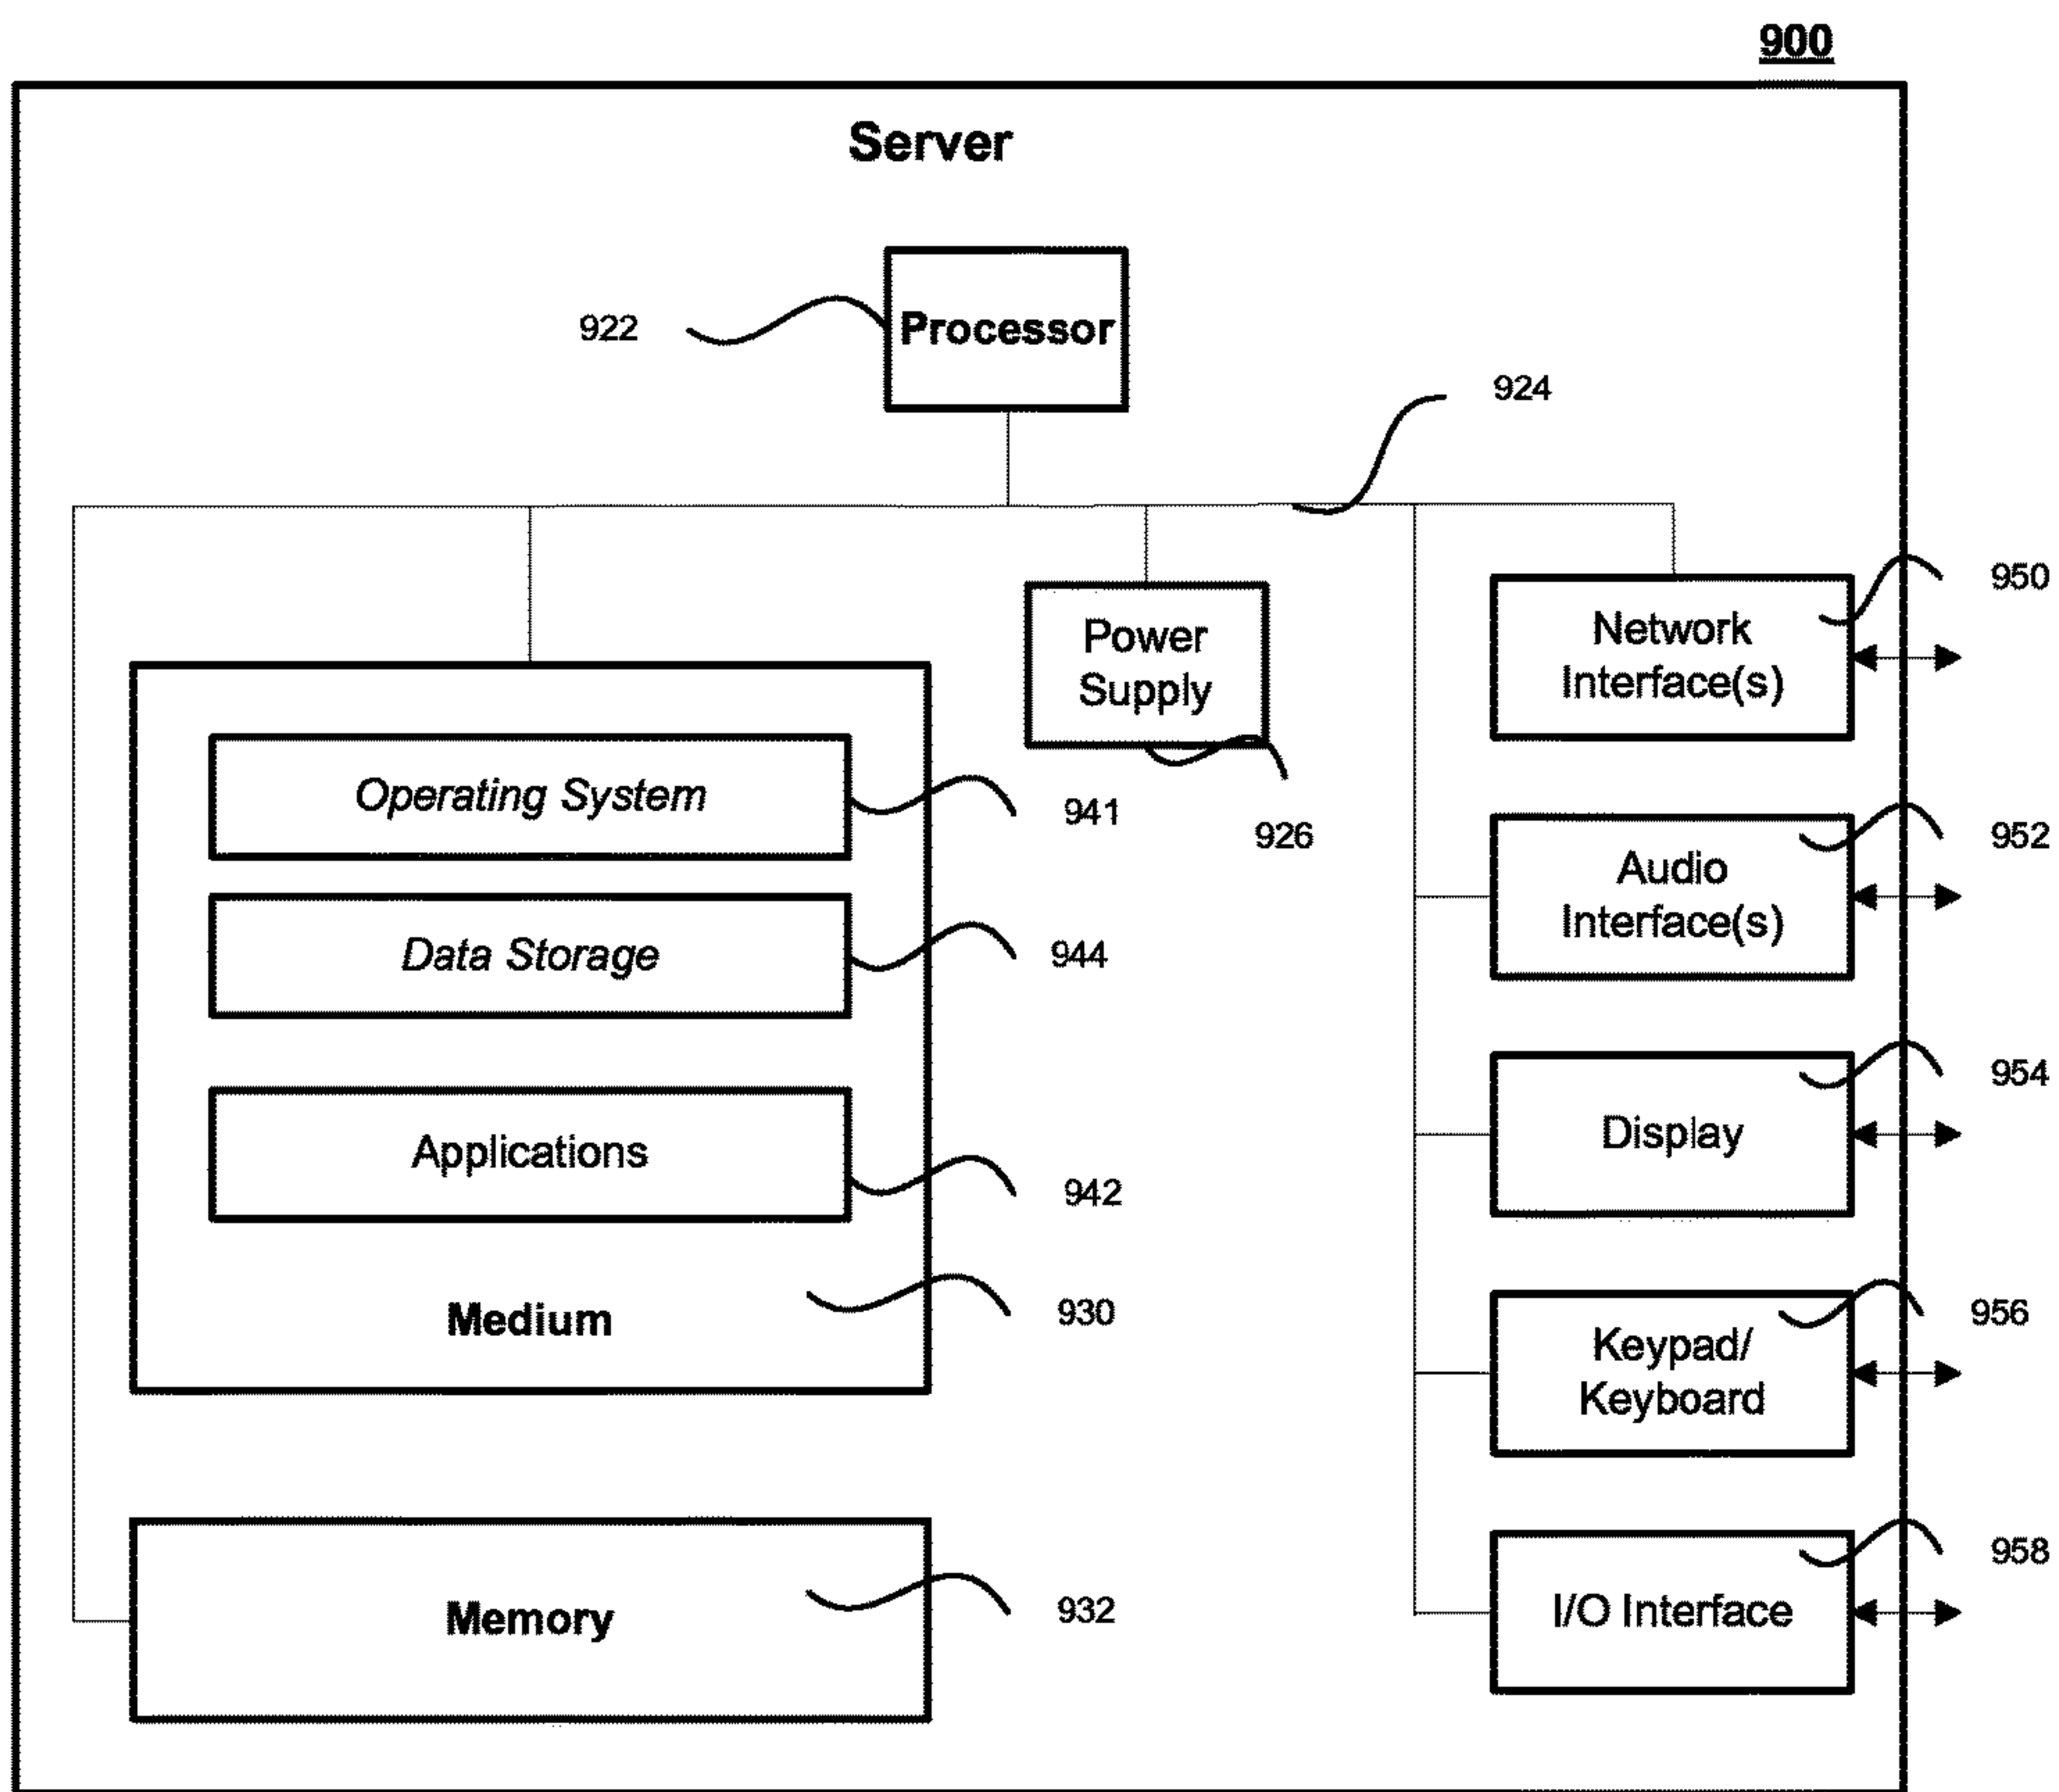 900
Server
922
Processor
924
Power
Supply
926
Network
Interface(s)
950
Operating System
941
Data Storage
944
Applications
942
Medium
930
Audio
Interface(s)
952
Display
954
Keypad/
Keyboard
956
Memory
932
I/O Interface
958